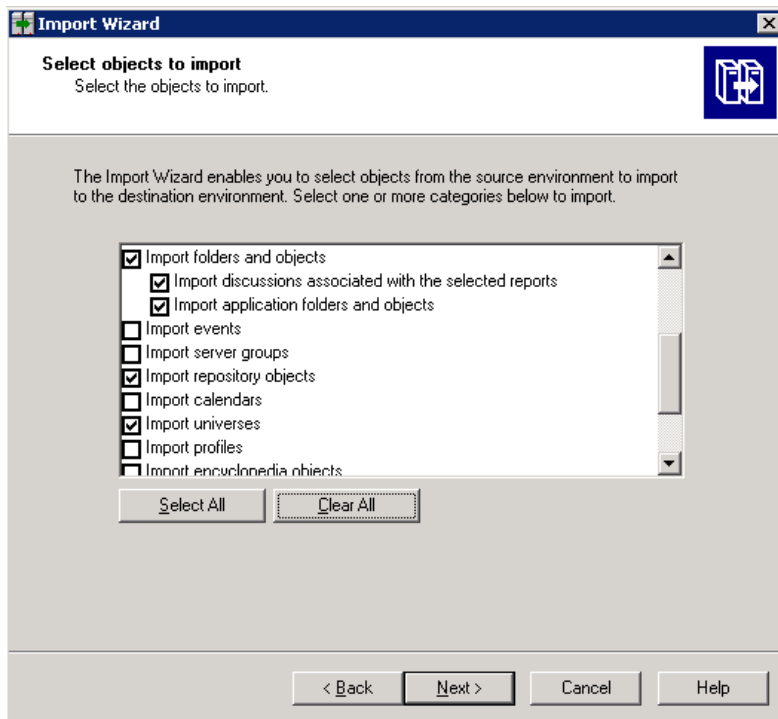 Import Wizard
Select objects to import
Select the objects to import.
The Import Wizard enables you to select objects from the source environment to import
to the destination environment. Select one or more categories below to import.
Import folders and objects
Import discussions associated with the selected reports
Import application folders and objects
Import events
Import server groups
Import repository objects
Import calendars
Import universes
Import profiles
Import encyclopedia objects
Select All
Clear All
< Back
Next >
Cancel
Help